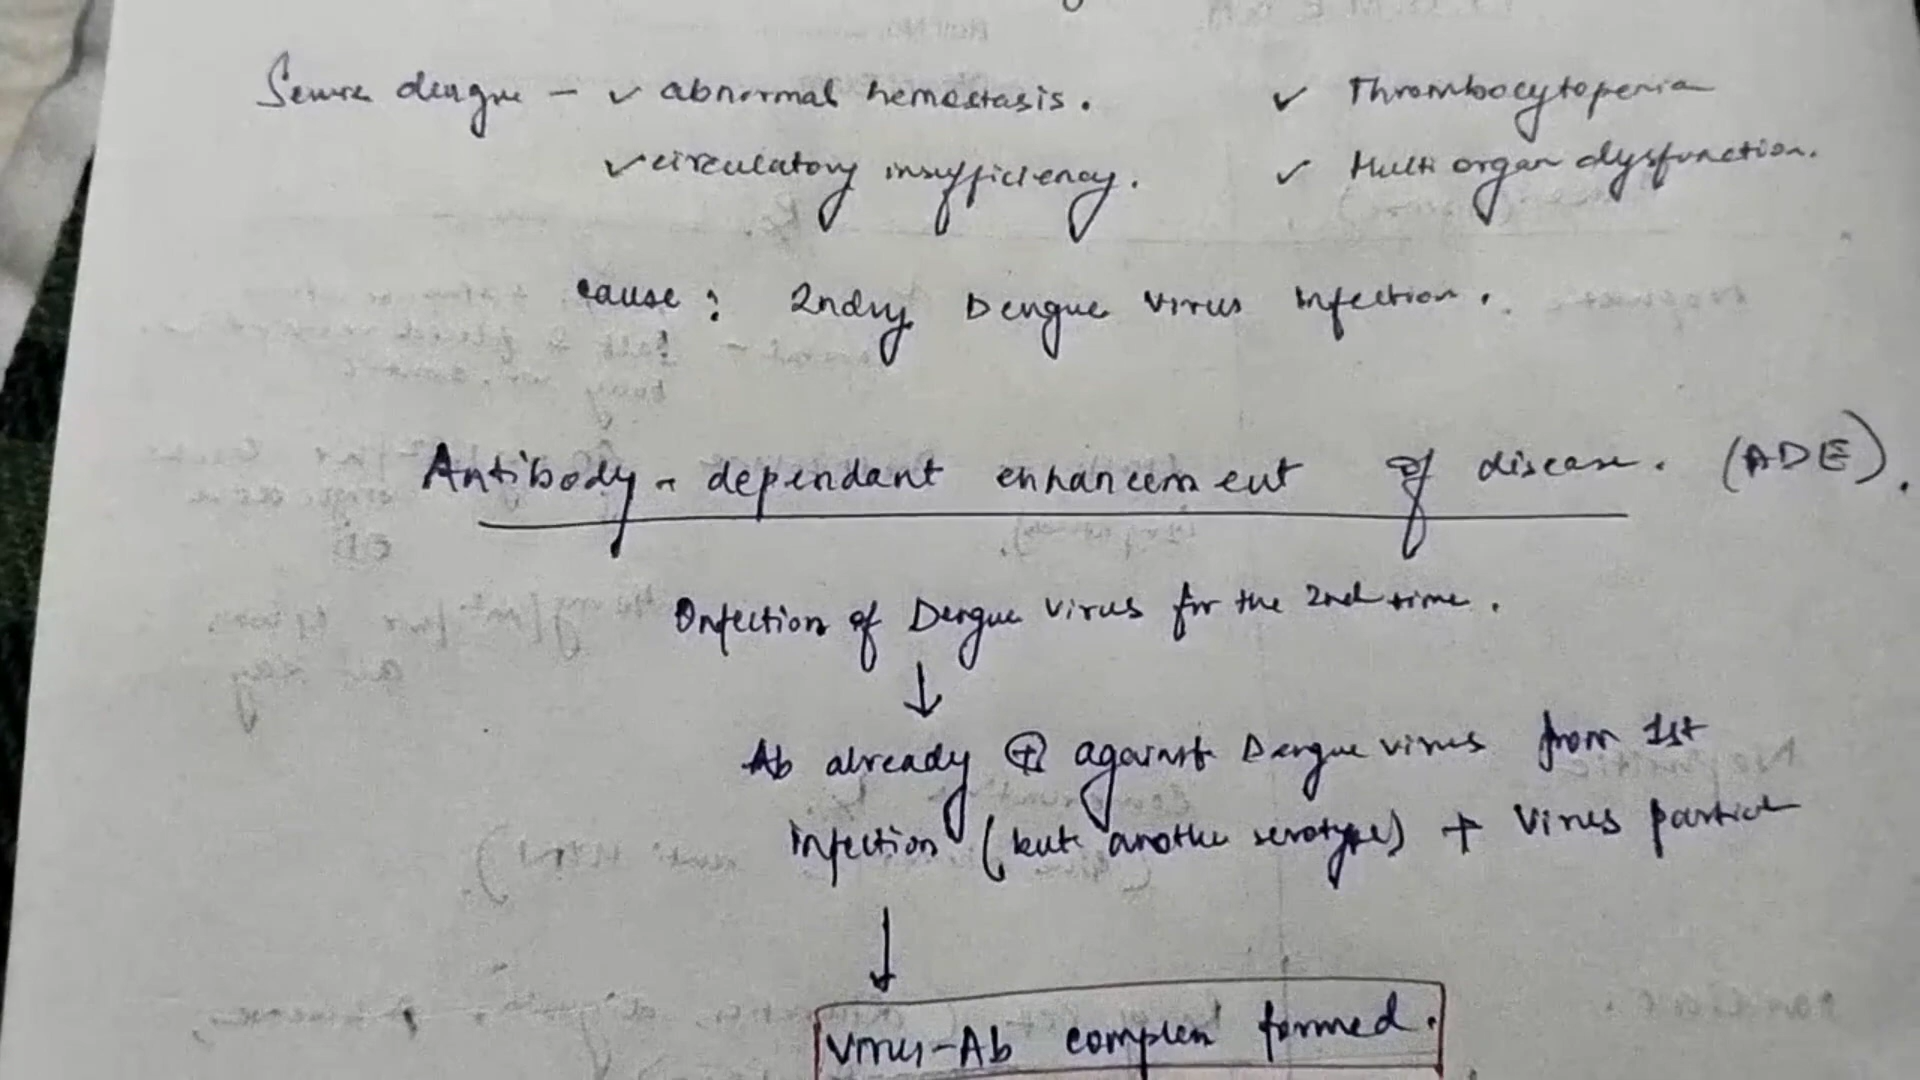 Severe dengue - ✓ abnormal hemostasis. ✓ Thrombocytopenia
✓ circulatory insufficiency. ✓ Multi organ dysfunction.
cause: 2ndry Dengue virus infection.
Antibody - dependant enhancement of disease. (ADE).
Infection of Dengue virus for the 2nd time.
↓
Ab already ⊕ against Dengue virus from 1st
infection (but another serotype) + virus particle
↓
Virus-Ab complex formed.